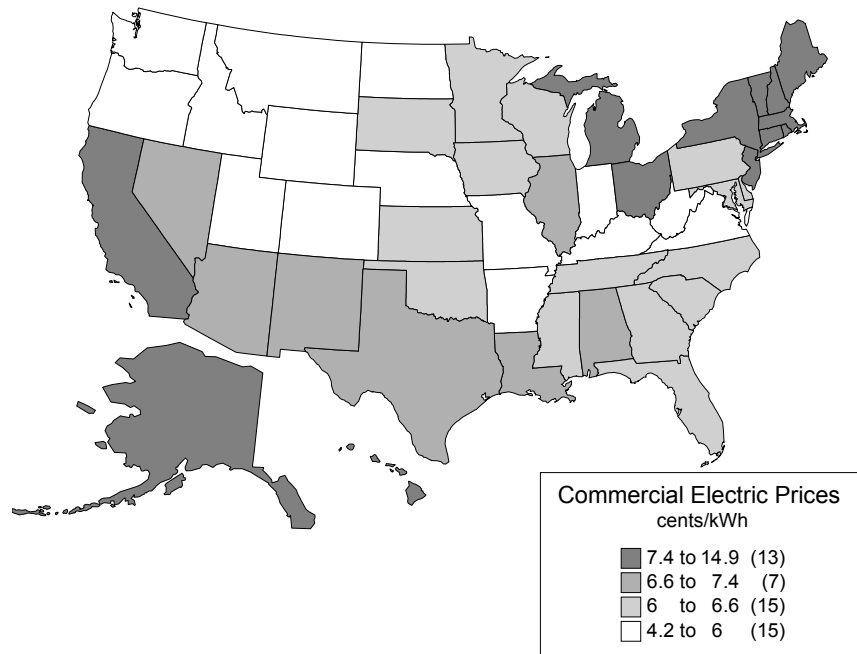 Commercial Electric Prices
cents/kWh
7.4 to 14.9 (13)
6.6 to 7.4 (7)
6 to 6.6 (15)
4.2 to 6 (15)